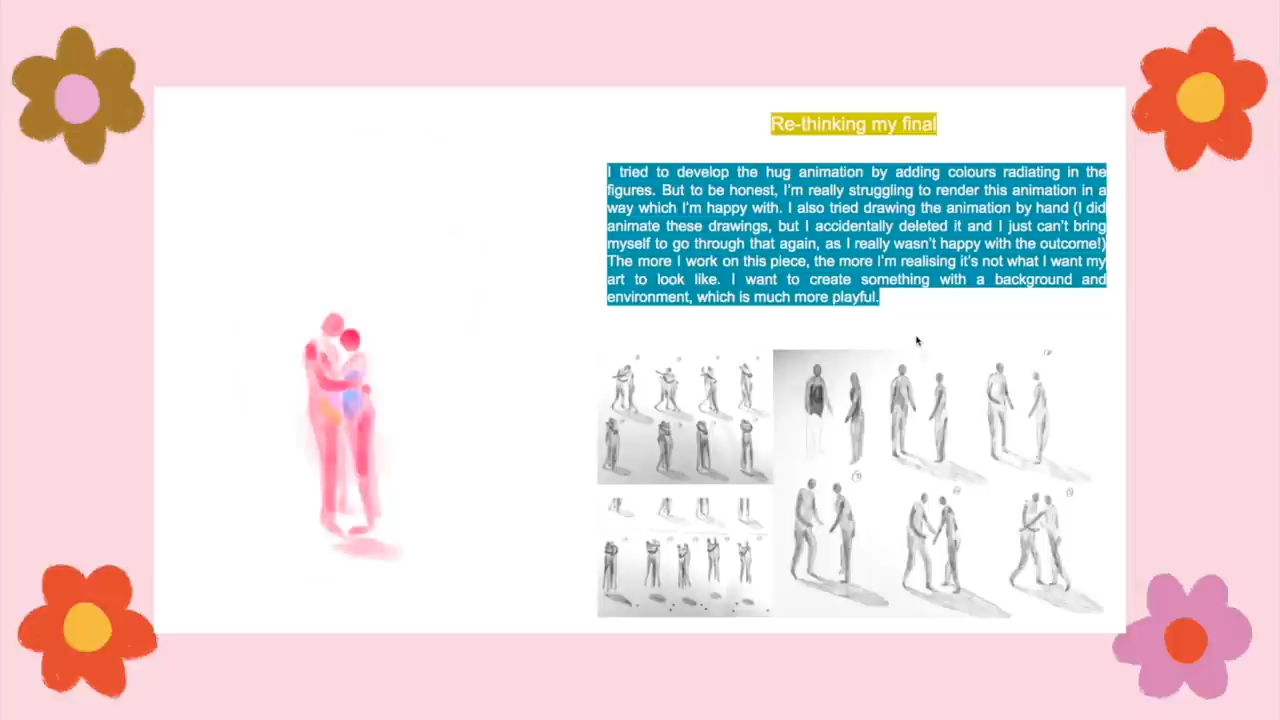 Re-thinking my final
I tried to develop the hug animation by adding colours radiating in the
figures. But to be honest, I'm really struggling to render this animation in a
way which I'm happy with. I also tried drawing the animation by hand (I did
animate these drawings, but I accidentally deleted it and I just can't bring
myself to go through that again, as I really wasn't happy with the outcome!)
The more I work on this piece, the more I'm realising it's not what I want my
art to look like. I want to create something with a background and
environment, which is much more playful.